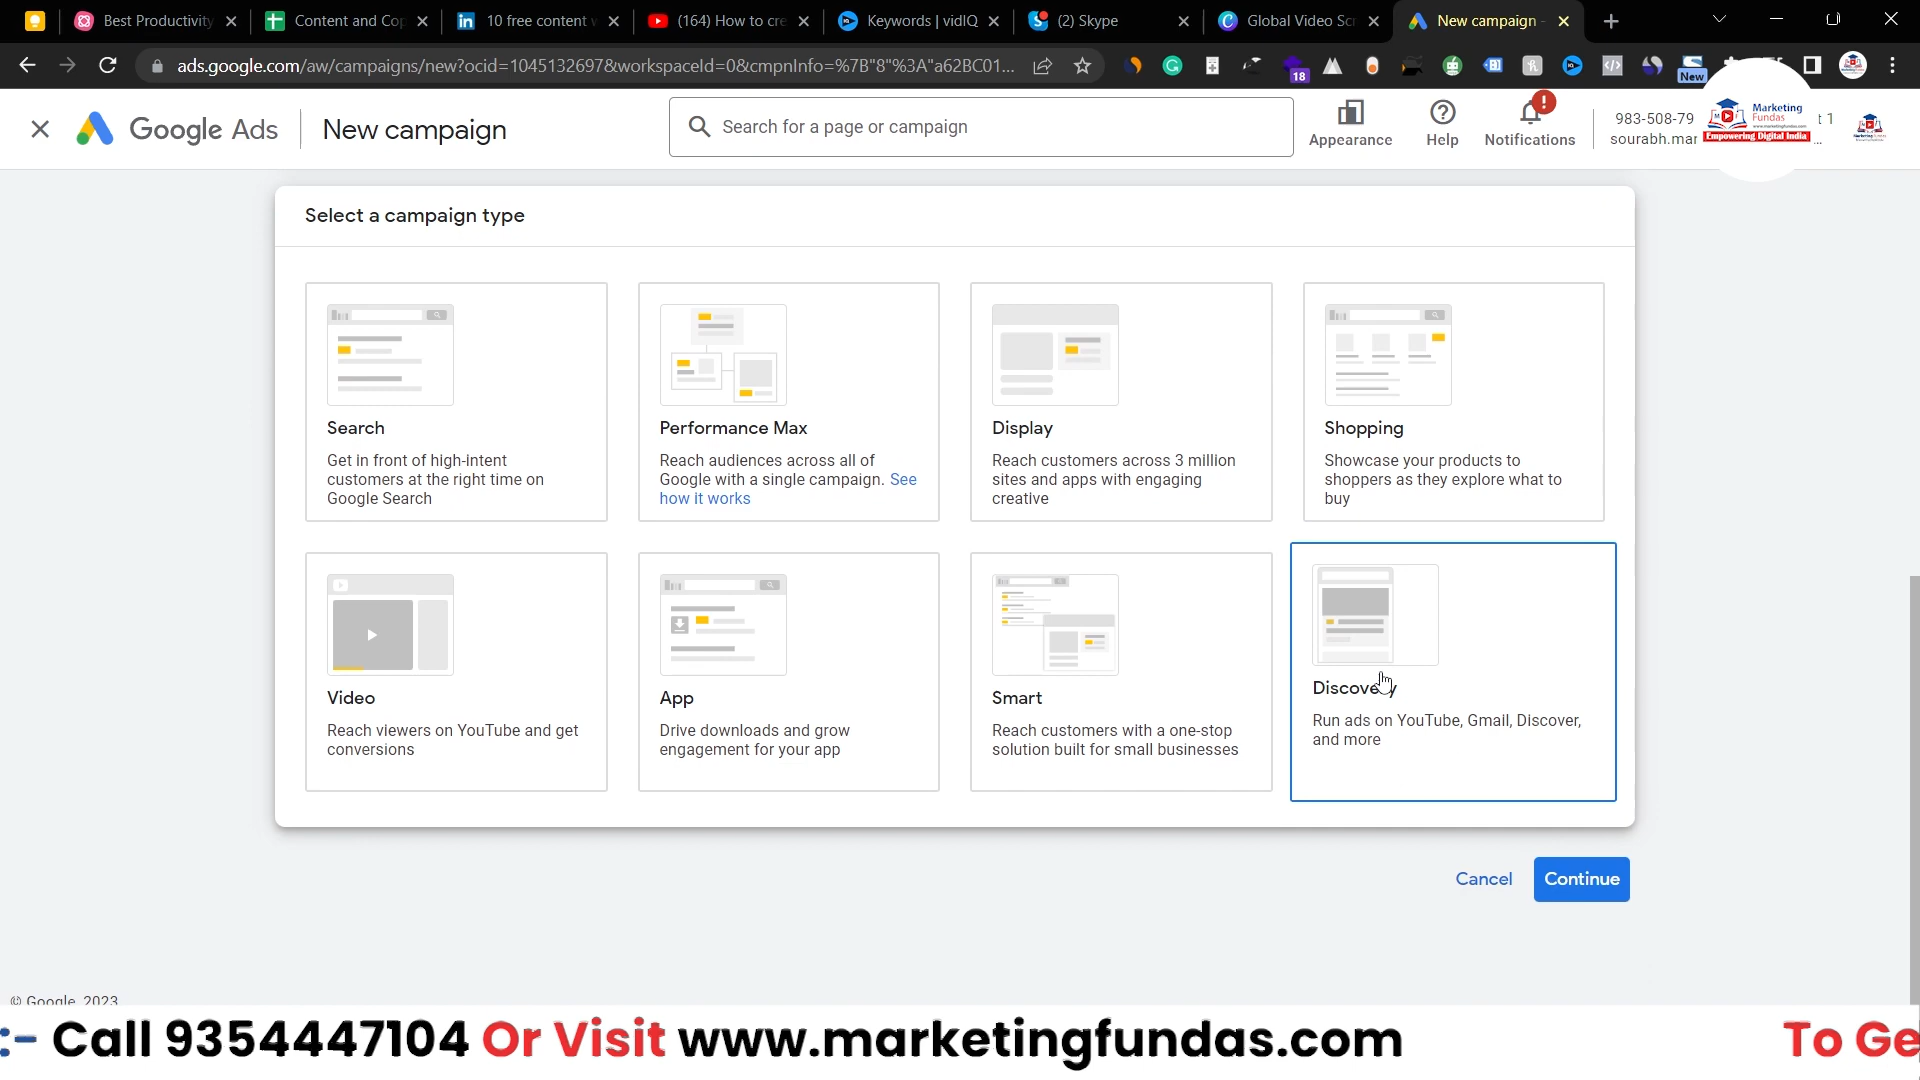 Best Productivity
Content and Cop
10 free content w
(164) How to cre
Keywords | vidIQ
(2) Skype
Global Video Scr
New campaign -
ads.google.com/aw/campaigns/new?ocid=1045132697&workspaceId=0&cmpnInfo=%7B"8"%3A"a62BC01...
18
New
Google Ads
New campaign
Search for a page or campaign
Appearance
Help
Notifications
983-508-79
t 1
sourabh.mar
...
Marketing
Fundas
Empowering Digital India
Select a campaign type
Search
Get in front of high-intent
customers at the right time on
Google Search
Performance Max
Reach audiences across all of
Google with a single campaign. See
how it works
Display
Reach customers across 3 million
sites and apps with engaging
creative
Shopping
Showcase your products to
shoppers as they explore what to
buy
Video
Reach viewers on YouTube and get
conversions
App
Drive downloads and grow
engagement for your app
Smart
Reach customers with a one-stop
solution built for small businesses
Discovery
Run ads on YouTube, Gmail, Discover,
and more
Cancel
Continue
© Google, 2023
:- Call 9354447104 Or Visit www.marketingfundas.com
To Ge